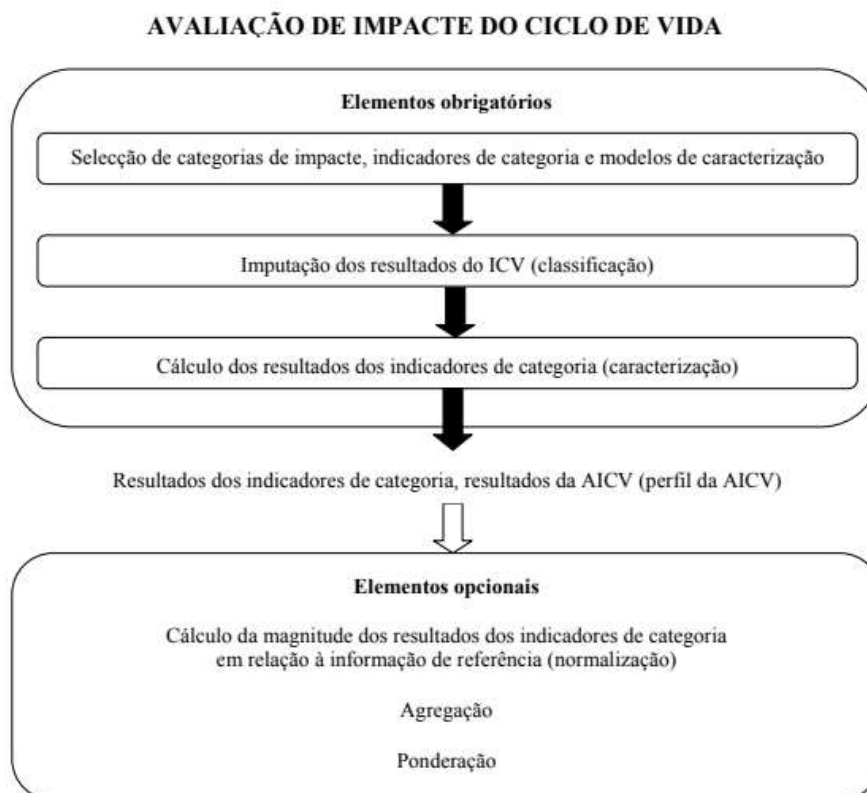 AVALIAÇÃO DE IMPACTE DO CICLO DE VIDA
Elementos obrigatórios
Selecção de categorias de impacte, indicadores de categoria e modelos de caracterização
Imputação dos resultados do ICV (classificação)
Cálculo dos resultados dos indicadores de categoria (caracterização)
Resultados dos indicadores de categoria, resultados da AICV (perfil da AICV)
Elementos opcionais
Cálculo da magnitude dos resultados dos indicadores de categoria
em relação à informação de referência (normalização)
Agregação
Ponderação